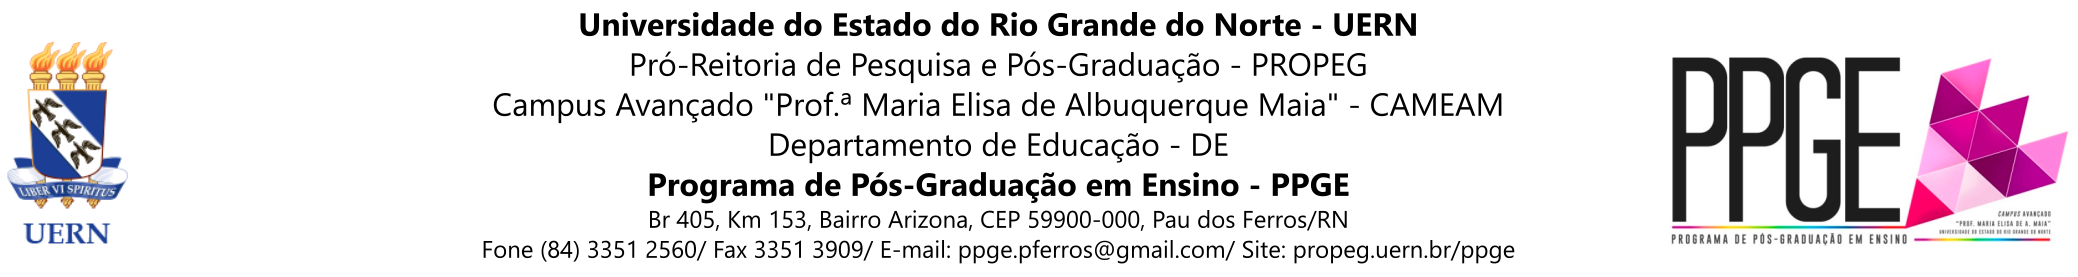 Universidade do Estado do Rio Grande do Norte - UERN
Pró-Reitoria de Pesquisa e Pós-Graduação - PROPEG
Campus Avançado "Prof.ª Maria Elisa de Albuquerque Maia" - CAMEAM
Departamento de Educação - DE
Programa de Pós-Graduação em Ensino - PPGE
Br 405, Km 153, Bairro Arizona, CEP 59900-000, Pau dos Ferros/RN
Fone (84) 3351 2560/ Fax 3351 3909/ E-mail: ppge.pferros@gmail.com/ Site: propeg.uern.br/ppge
LIBER VI SPIRITUS
UERN
PPGE
CAMPUS AVANÇADO
"PROF. MARIA ELISA DE A. MAIA"
UNIVERSIDADE DO ESTADO DO RIO GRANDE DO NORTE
PROGRAMA DE PÓS-GRADUAÇÃO EM ENSINO